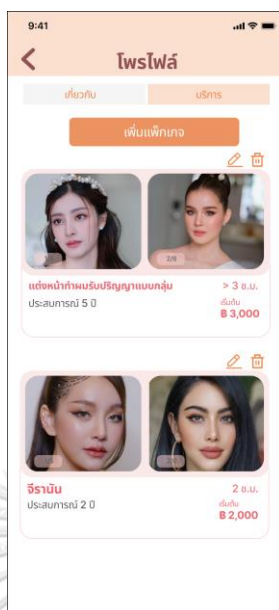 9:41
โพรไฟล์
เกี่ยวกับ
บริการ
เพิ่มแพ็กเกจ
2/6
แต่งหน้าทำผมรับปริญญาแบบกลุ่ม
> 3 ช.ม.
ประสบการณ์ 5 ปี
เริ่มต้น
฿ 3,000
จีรานัน
2 ช.ม.
ประสบการณ์ 2 ปี
เริ่มต้น
฿ 2,000